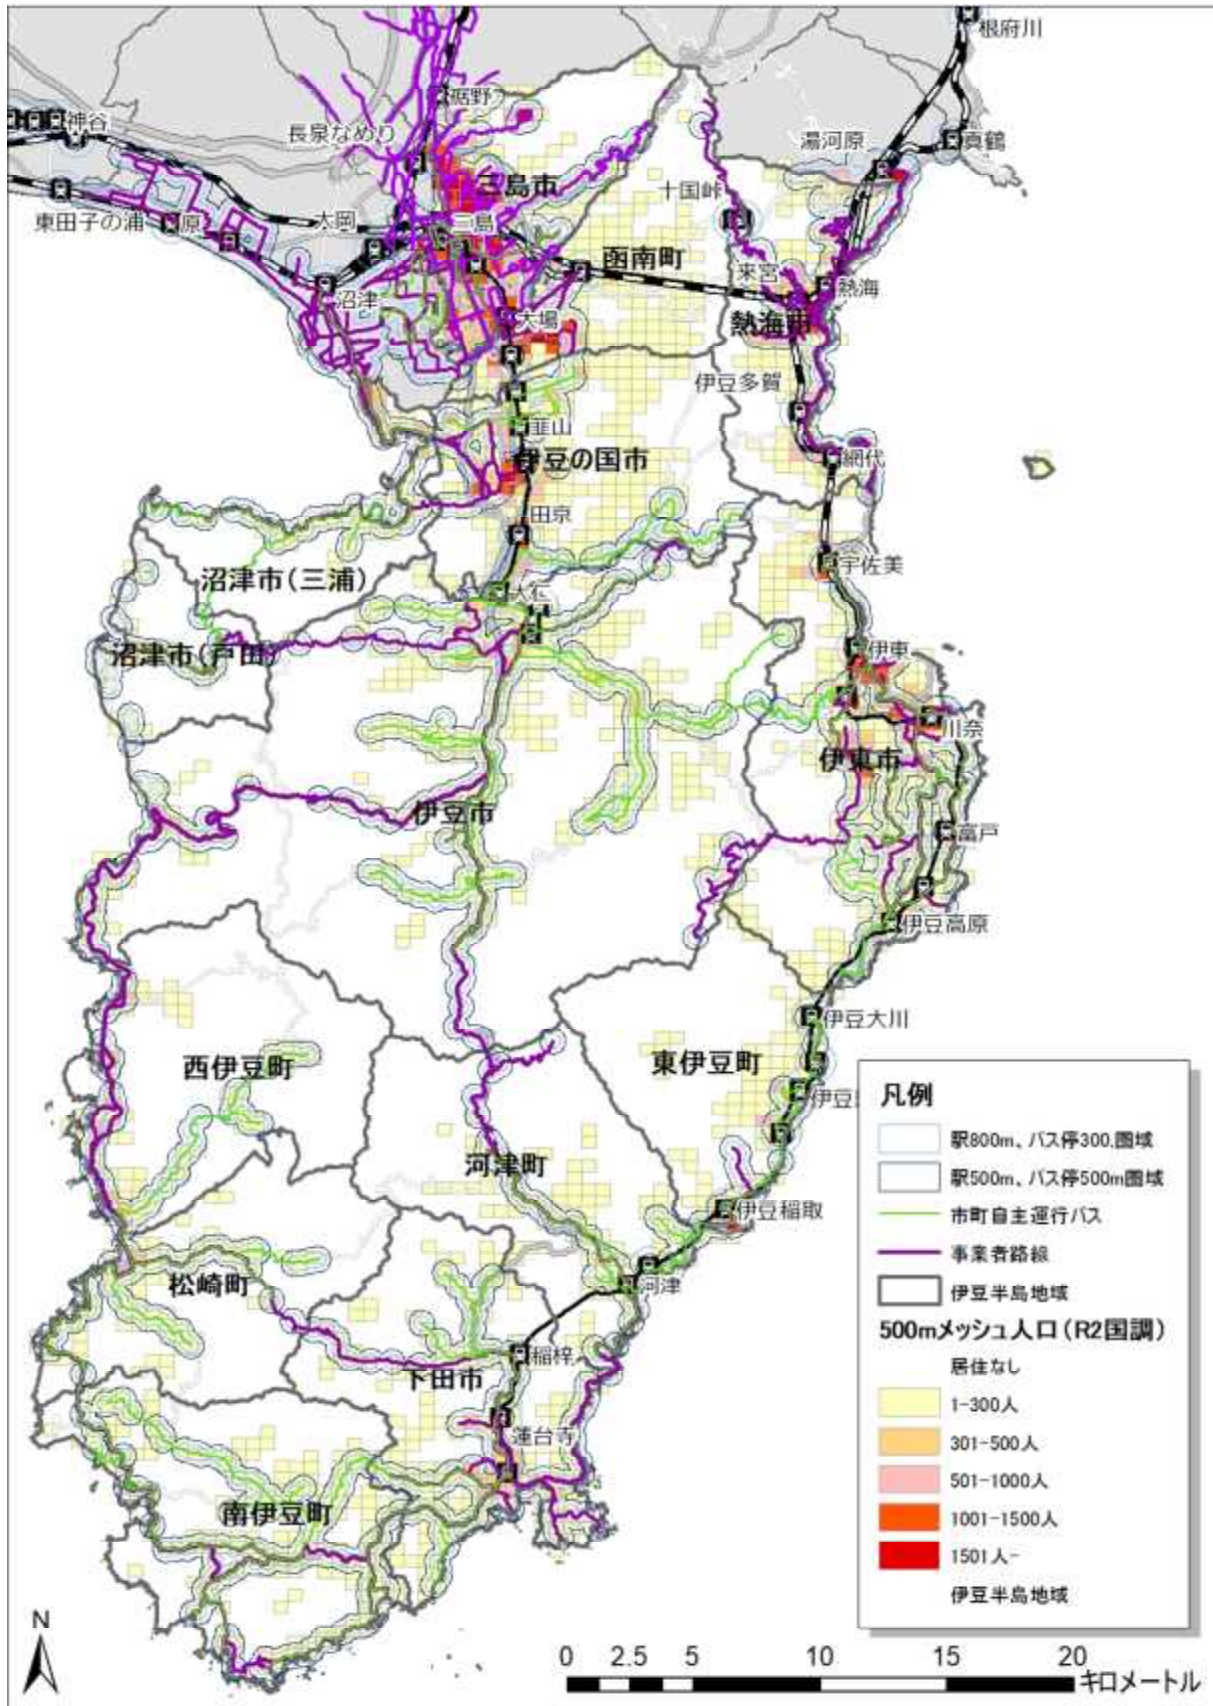 根府川
裾野
神谷
長泉なめり
湯河原
真鶴
三島市
十国峠
東田子の浦
原
大岡
三島
函南町
来宮
熱海
沼津
大場
熱海市
伊豆多賀
韮山
伊豆の国市
網代
田京
宇佐美
沼津市(三浦)
大仁
沼津市(戸田)
伊東
川奈
伊東市
伊豆市
富戸
伊豆高原
伊豆大川
西伊豆町
東伊豆町
伊豆
河津町
伊豆稲取
松崎町
河津
稲梓
下田市
蓮台寺
南伊豆町
凡例
駅800m、バス停300.圏域
駅500m、バス停500m圏域
市町自主運行バス
事業者路線
伊豆半島地域
500mメッシュ人口(R2国調)
居住なし
1-300人
301-500人
501-1000人
1001-1500人
1501人-
伊豆半島地域
N
0 2.5 5 10 15 20
キロメートル